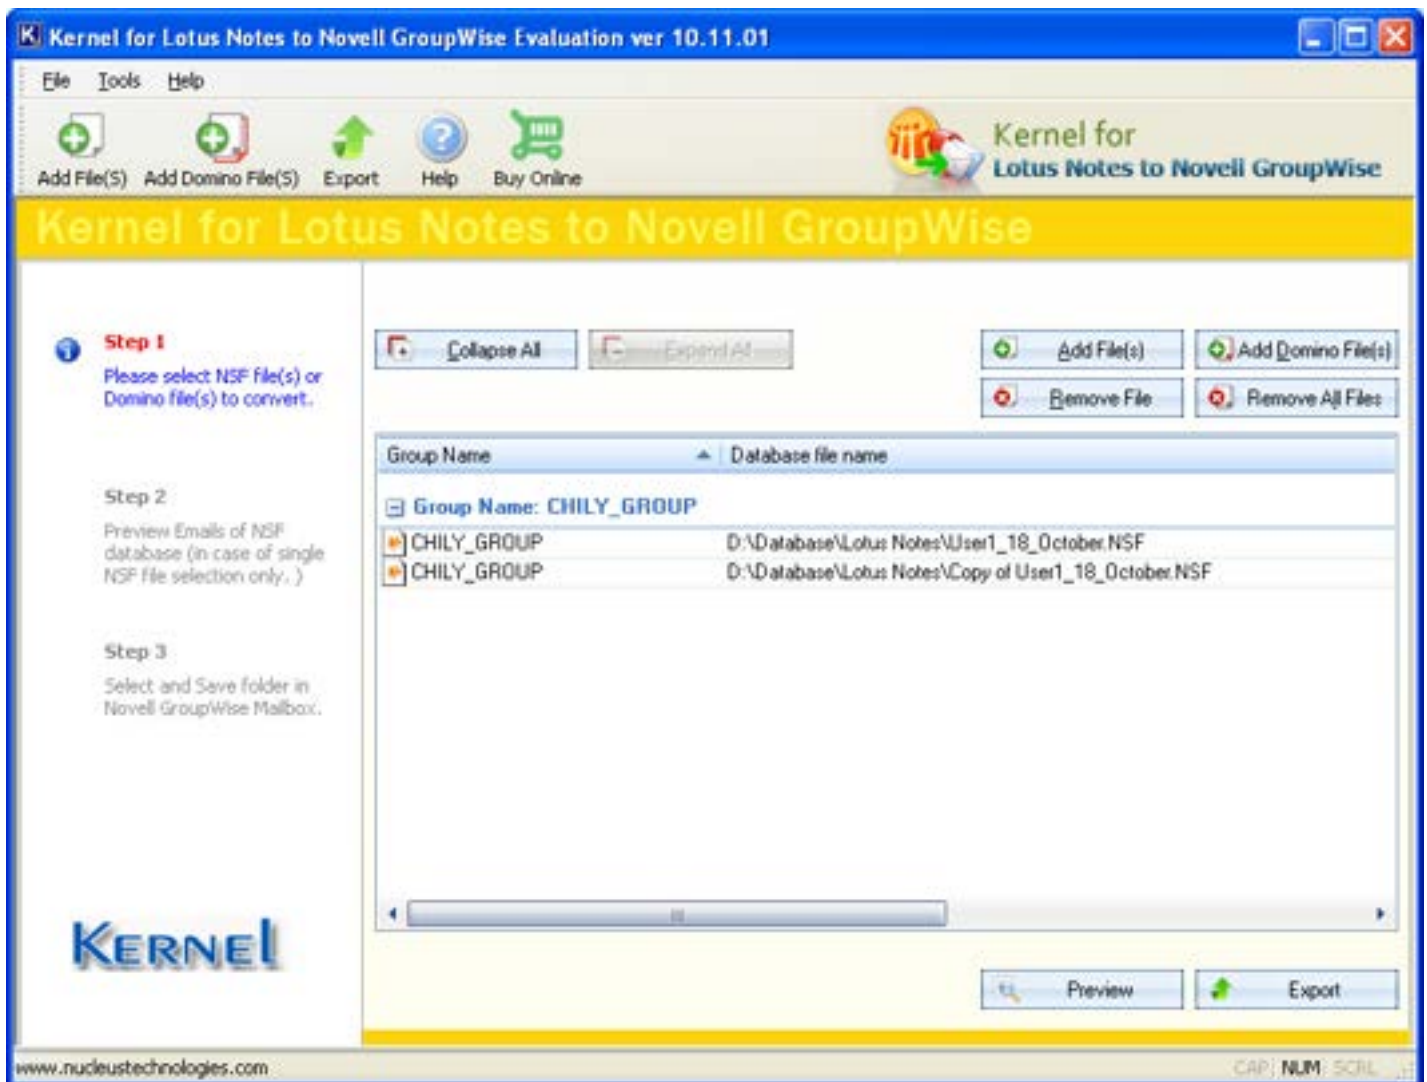 Kernel for Lotus Notes to Novell GroupWise Evaluation ver 10.11.01
File Tools Help
Add File(S) Add Domino File(S) Export Help Buy Online
Kernel for
Lotus Notes to Novell GroupWise
Kernel for Lotus Notes to Novell GroupWise
Step 1
Please select NSF file(s) or
Domino file(s) to convert.
Step 2
Preview Emails of NSF
database (in case of single
NSF file selection only. )
Step 3
Select and Save folder in
Novell GroupWise Mailbox.
KERNEL
Collapse All Expand All Add File(s) Add Domino File(s)
Remove File Remove All Files
Group Name Database file name
Group Name: CHILY_GROUP
CHILY_GROUP D:\Database\Lotus Notes\User1_18_October.NSF
CHILY_GROUP D:\Database\Lotus Notes\Copy of User1_18_October.NSF
Preview Export
www.nucleustechnologies.com CAP NUM SCRL